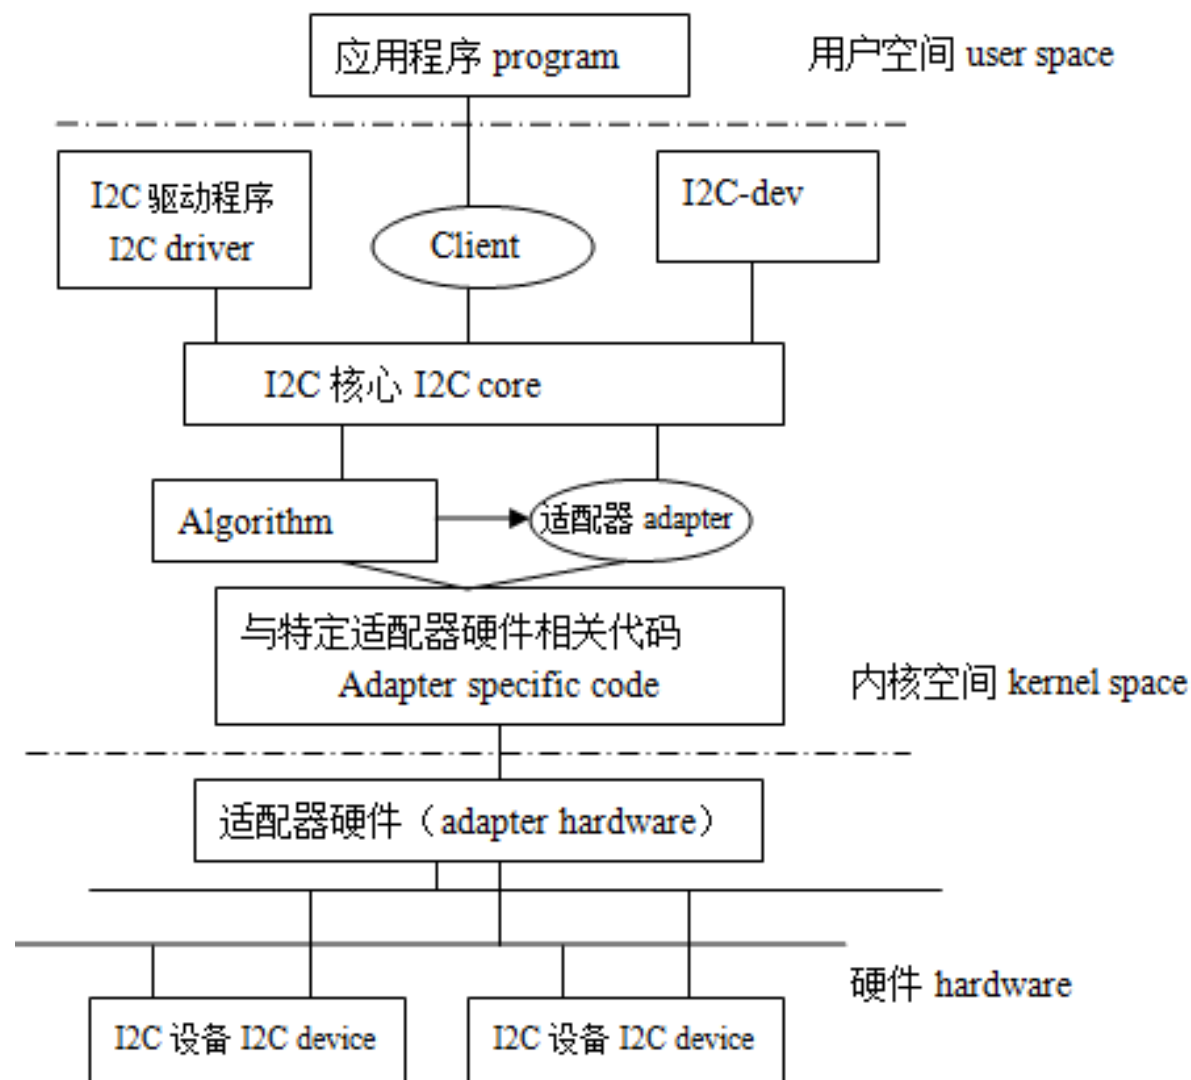 应用程序 program
用户空间 user space
I2C 驱动程序
I2C driver
Client
I2C-dev
I2C 核心 I2C core
Algorithm
适配器 adapter
与特定适配器硬件相关代码
Adapter specific code
内核空间 kernel space
适配器硬件（adapter hardware）
硬件 hardware
I2C 设备 I2C device
I2C 设备 I2C device